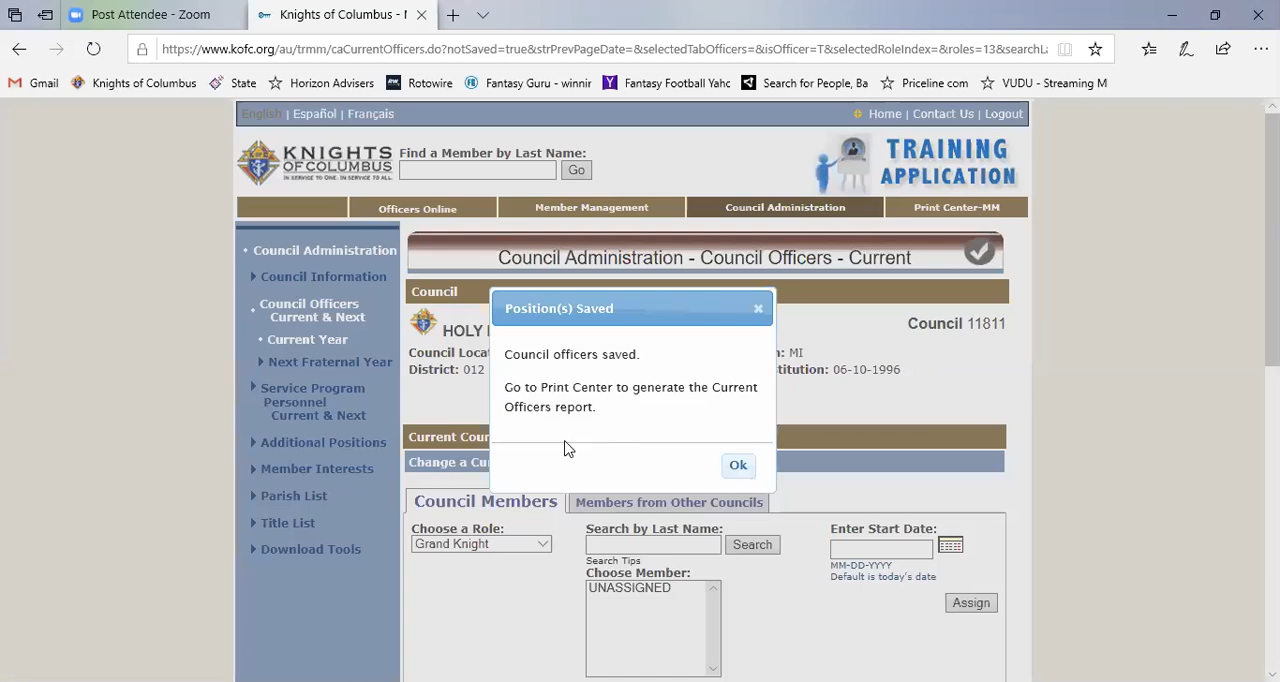 Post Attendee - Zoom
Knights of Columbus - M
https://www.kofc.org/au/trmm/caCurrentOfficers.do?notSaved=true&strPrevPageDate=&selectedTabOfficers=&isOfficer=T&selectedRoleIndex=&roles=13&searchLa
Gmail Knights of Columbus State Horizon Advisers Rotowire Fantasy Guru - winnir Fantasy Football Yahc Search for People, Ba Priceline com VUDU - Streaming M
English | Español | Français
Home | Contact Us | Logout
KNIGHTS OF COLUMBUS
IN SERVICE TO ONE. IN SERVICE TO ALL.
Find a Member by Last Name:
Go
TRAINING
APPLICATION
Officers Online Member Management Council Administration Print Center-MM
Council Administration
Council Information
Council Officers
Current & Next
Current Year
Next Fraternal Year
Service Program
Personnel
Current & Next
Additional Positions
Member Interests
Parish List
Title List
Download Tools
Council Administration - Council Officers - Current
Council
HOLY
Council 11811
Council Locat
: MI
District: 012
stitution: 06-10-1996
Position(s) Saved
Council officers saved.
Go to Print Center to generate the Current
Officers report.
Ok
Current Coun
Change a Cu
Council Members Members from Other Councils
Choose a Role:
Grand Knight
Search by Last Name:
Search
Search Tips
Choose Member:
UNASSIGNED
Enter Start Date:
MM-DD-YYYY
Default is today's date
Assign